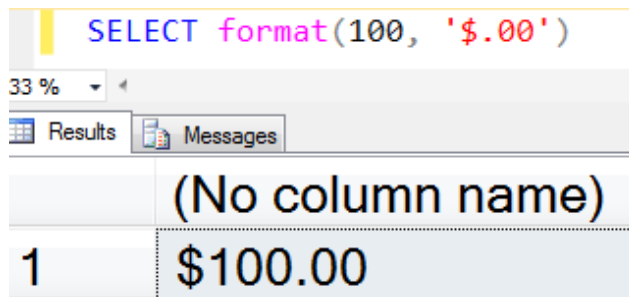 SELECT format(100, '$.00')
33 %
Results Messages
(No column name)
1 $100.00